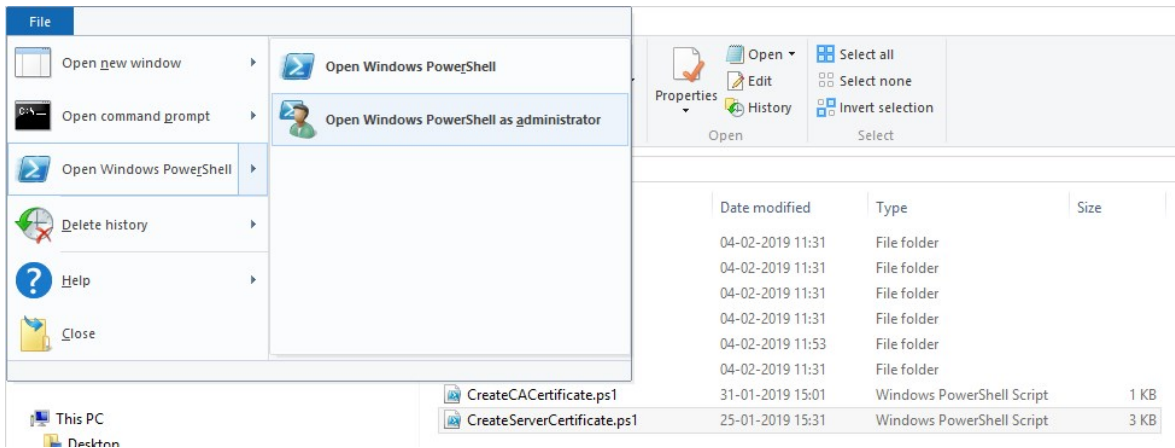 File
Open new window
Open command prompt
Open Windows PowerShell
Delete history
Help
Close
Open Windows PowerShell
Open Windows PowerShell as administrator
Properties
Open
Edit
History
Open
Select all
Select none
Invert selection
Select
Date modified Type Size
04-02-2019 11:31 File folder
04-02-2019 11:31 File folder
04-02-2019 11:31 File folder
04-02-2019 11:31 File folder
04-02-2019 11:53 File folder
04-02-2019 11:31 File folder
CreateCACertificate.ps1 31-01-2019 15:01 Windows PowerShell Script 1 KB
CreateServerCertificate.ps1 25-01-2019 15:31 Windows PowerShell Script 3 KB
This PC
Desktop